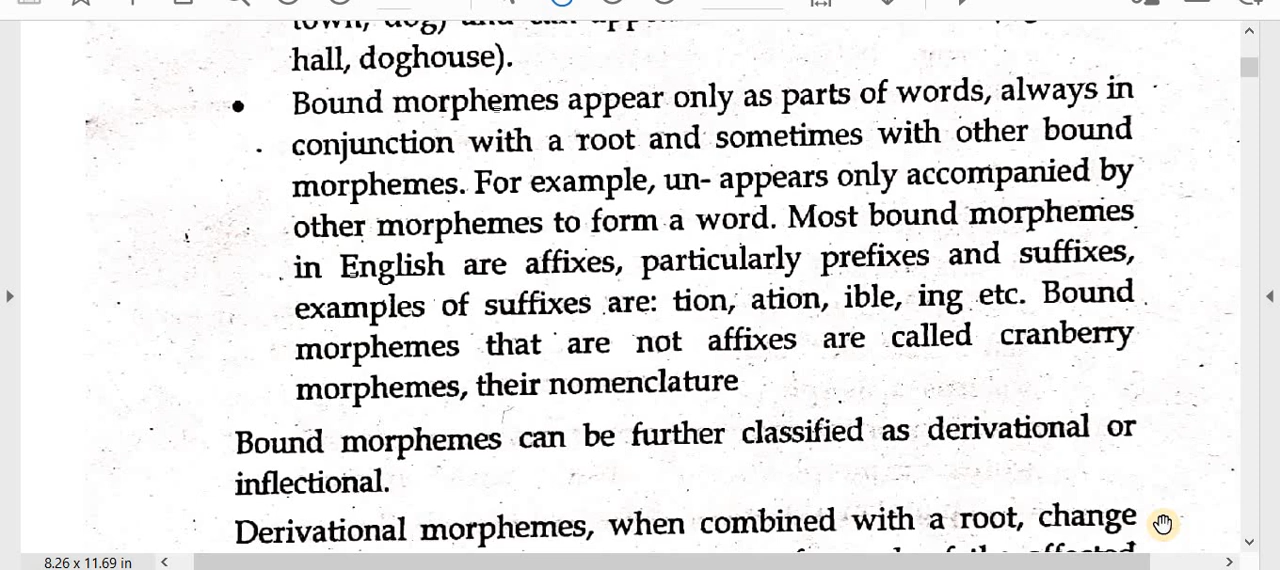 hall, doghouse).
• Bound morphemes appear only as parts of words, always in
conjunction with a root and sometimes with other bound
morphemes. For example, un- appears only accompanied by
other morphemes to form a word. Most bound morphemes
in English are affixes, particularly prefixes and suffixes,
examples of suffixes are: tion, ation, ible, ing etc. Bound
morphemes that are not affixes are called cranberry
morphemes, their nomenclature
Bound morphemes can be further classified as derivational or
inflectional.
Derivational morphemes, when combined with a root, change
8.26 x 11.69 in